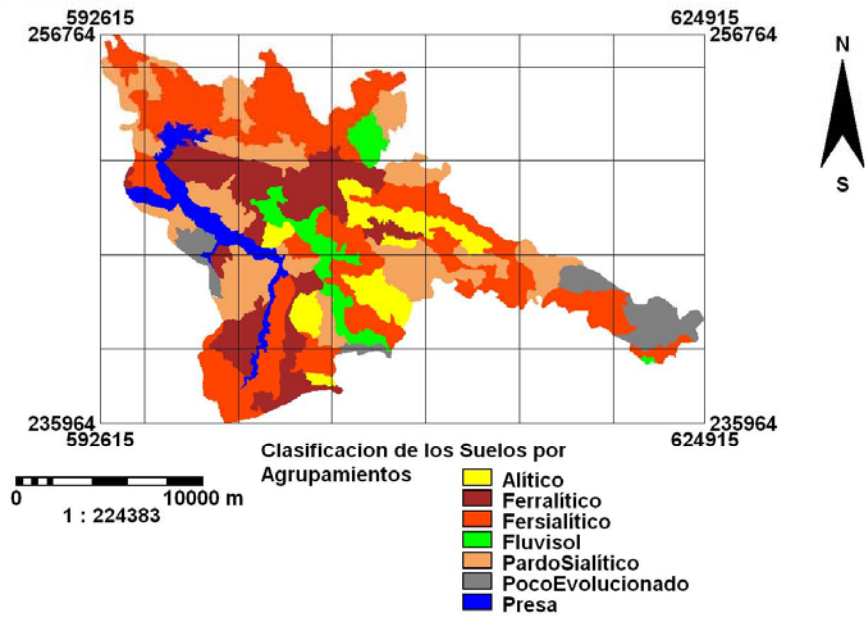 592615
624915
256764
256764
N
S
235964
235964
592615
624915
Clasificacion de los Suelos por
Agrupamientos
0
10000 m
1 : 224383
Alítico
Ferralítico
Fersialítico
Fluvisol
PardoSialítico
PocoEvolucionado
Presa